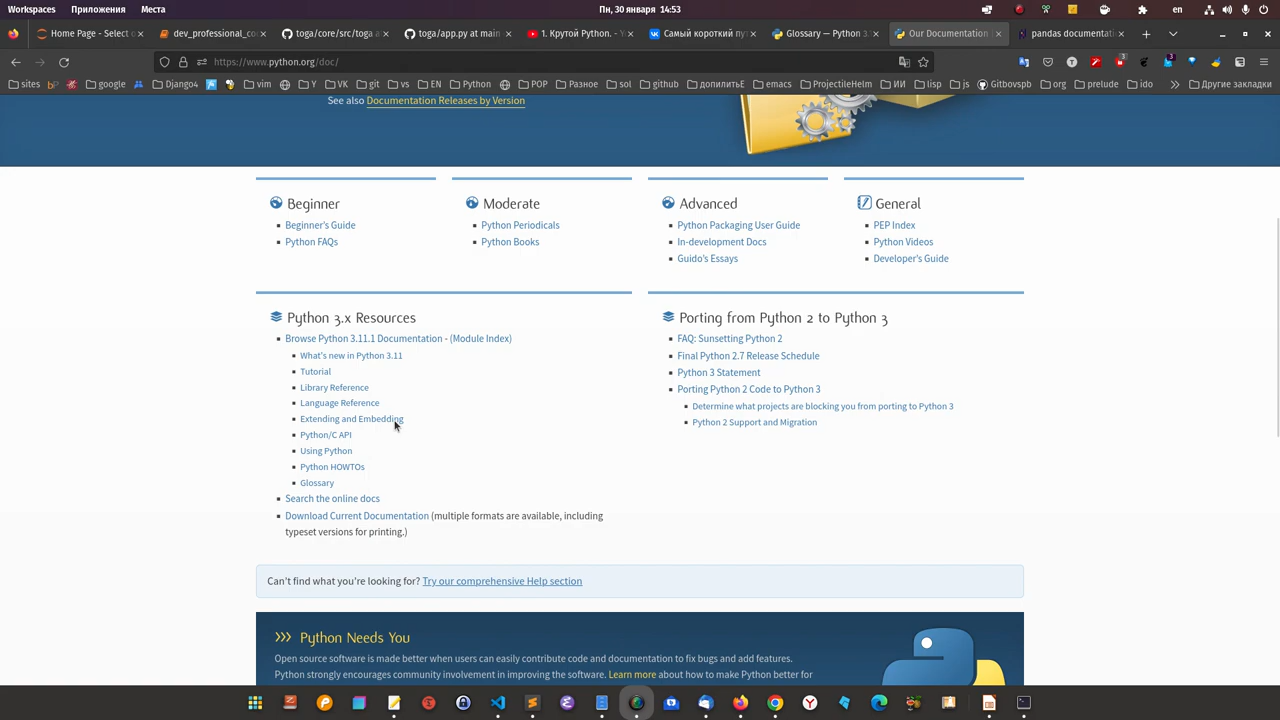 Workspaces Приложения Места Пн, 30 января 14:53 en
Home Page - Select o dev_professional_co toga/core/src/toga a toga/app.py at main 1. Крутой Python. - Yo Самый короткий пу Glossary — Python 3. Our Documentation | pandas documentati
https://www.python.org/doc/
sites b google Django4 vim Y VK git vs EN Python POP Разное sol github допилитьЕ emacs ProjectileHelm ИИ lisp js Gitbovspb org prelude ido Другие закладки
See also Documentation Releases by Version
Beginner
Beginner's Guide
Python FAQs
Moderate
Python Periodicals
Python Books
Advanced
Python Packaging User Guide
In-development Docs
Guido's Essays
General
PEP Index
Python Videos
Developer's Guide
Python 3.x Resources
Browse Python 3.11.1 Documentation - (Module Index)
What's new in Python 3.11
Tutorial
Library Reference
Language Reference
Extending and Embedding
Python/C API
Using Python
Python HOWTOs
Glossary
Search the online docs
Download Current Documentation (multiple formats are available, including
typeset versions for printing.)
Porting from Python 2 to Python 3
FAQ: Sunsetting Python 2
Final Python 2.7 Release Schedule
Python 3 Statement
Porting Python 2 Code to Python 3
Determine what projects are blocking you from porting to Python 3
Python 2 Support and Migration
Can't find what you're looking for? Try our comprehensive Help section
>>> Python Needs You
Open source software is made better when users can easily contribute code and documentation to fix bugs and add features.
Python strongly encourages community involvement in improving the software. Learn more about how to make Python better for